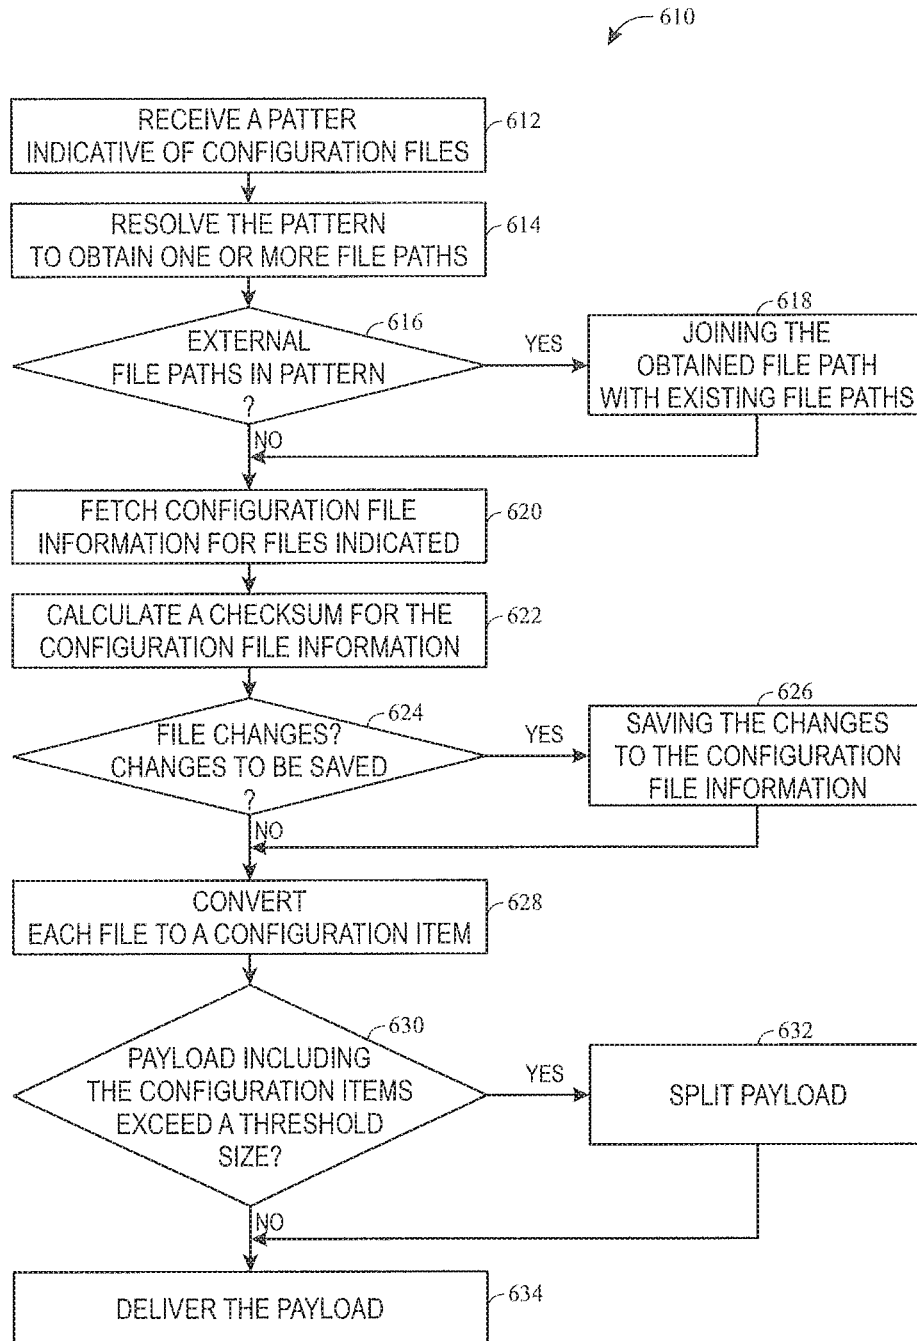 610
RECEIVE A PATTER
INDICATIVE OF CONFIGURATION FILES
612
RESOLVE THE PATTERN
TO OBTAIN ONE OR MORE FILE PATHS
614
EXTERNAL
FILE PATHS IN PATTERN
?
616
YES
618
JOINING THE
OBTAINED FILE PATH
WITH EXISTING FILE PATHS
NO
FETCH CONFIGURATION FILE
INFORMATION FOR FILES INDICATED
620
CALCULATE A CHECKSUM FOR THE
CONFIGURATION FILE INFORMATION
622
FILE CHANGES?
CHANGES TO BE SAVED
?
624
YES
626
SAVING THE CHANGES
TO THE CONFIGURATION
FILE INFORMATION
NO
CONVERT
EACH FILE TO A CONFIGURATION ITEM
628
630
PAYLOAD INCLUDING
THE CONFIGURATION ITEMS
EXCEED A THRESHOLD
SIZE?
YES
632
SPLIT PAYLOAD
NO
DELIVER THE PAYLOAD
634